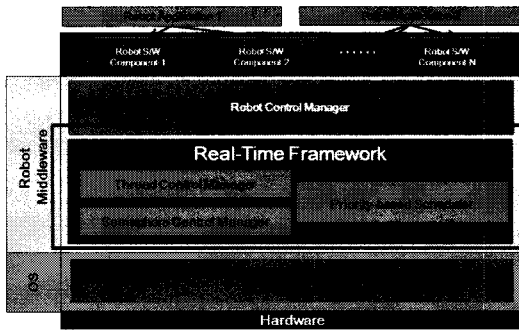 Robot S/W
Component 1
Robot S/W
Component 2
......
Robot S/W
Component N
Robot Control Manager
Robot
Middleware
Real-Time Framework
Thread Control Manager
Semaphore Control Manager
Priority-based Scheduler
OS
Hardware